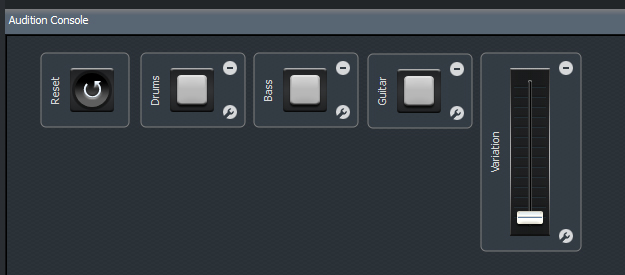 Audition Console
Reset
Drums
Bass
Guitar
Variation